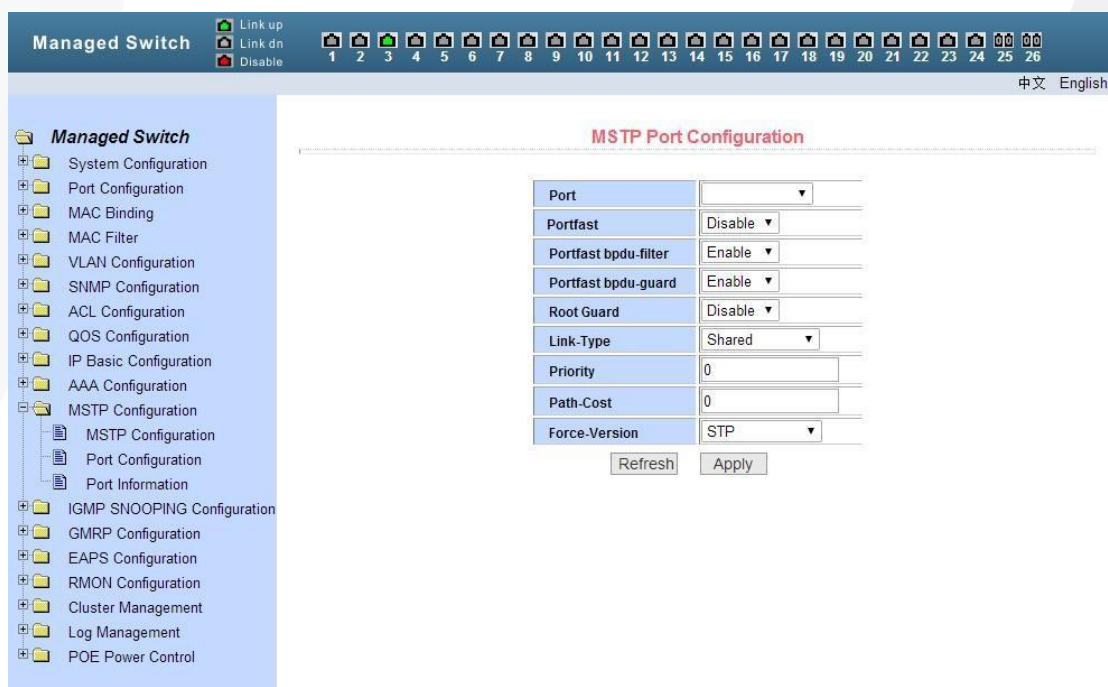 Managed Switch
Link up
Link dn
Disable
1 2 3 4 5 6 7 8 9 10 11 12 13 14 15 16 17 18 19 20 21 22 23 24 25 26
中文 English
Managed Switch
System Configuration
Port Configuration
MAC Binding
MAC Filter
VLAN Configuration
SNMP Configuration
ACL Configuration
QOS Configuration
IP Basic Configuration
AAA Configuration
MSTP Configuration
MSTP Configuration
Port Configuration
Port Information
IGMP SNOOPING Configuration
GMRP Configuration
EAPS Configuration
RMON Configuration
Cluster Management
Log Management
POE Power Control
MSTP Port Configuration
Port
Portfast Disable
Portfast bpdu-filter Enable
Portfast bpdu-guard Enable
Root Guard Disable
Link-Type Shared
Priority 0
Path-Cost 0
Force-Version STP
Refresh Apply